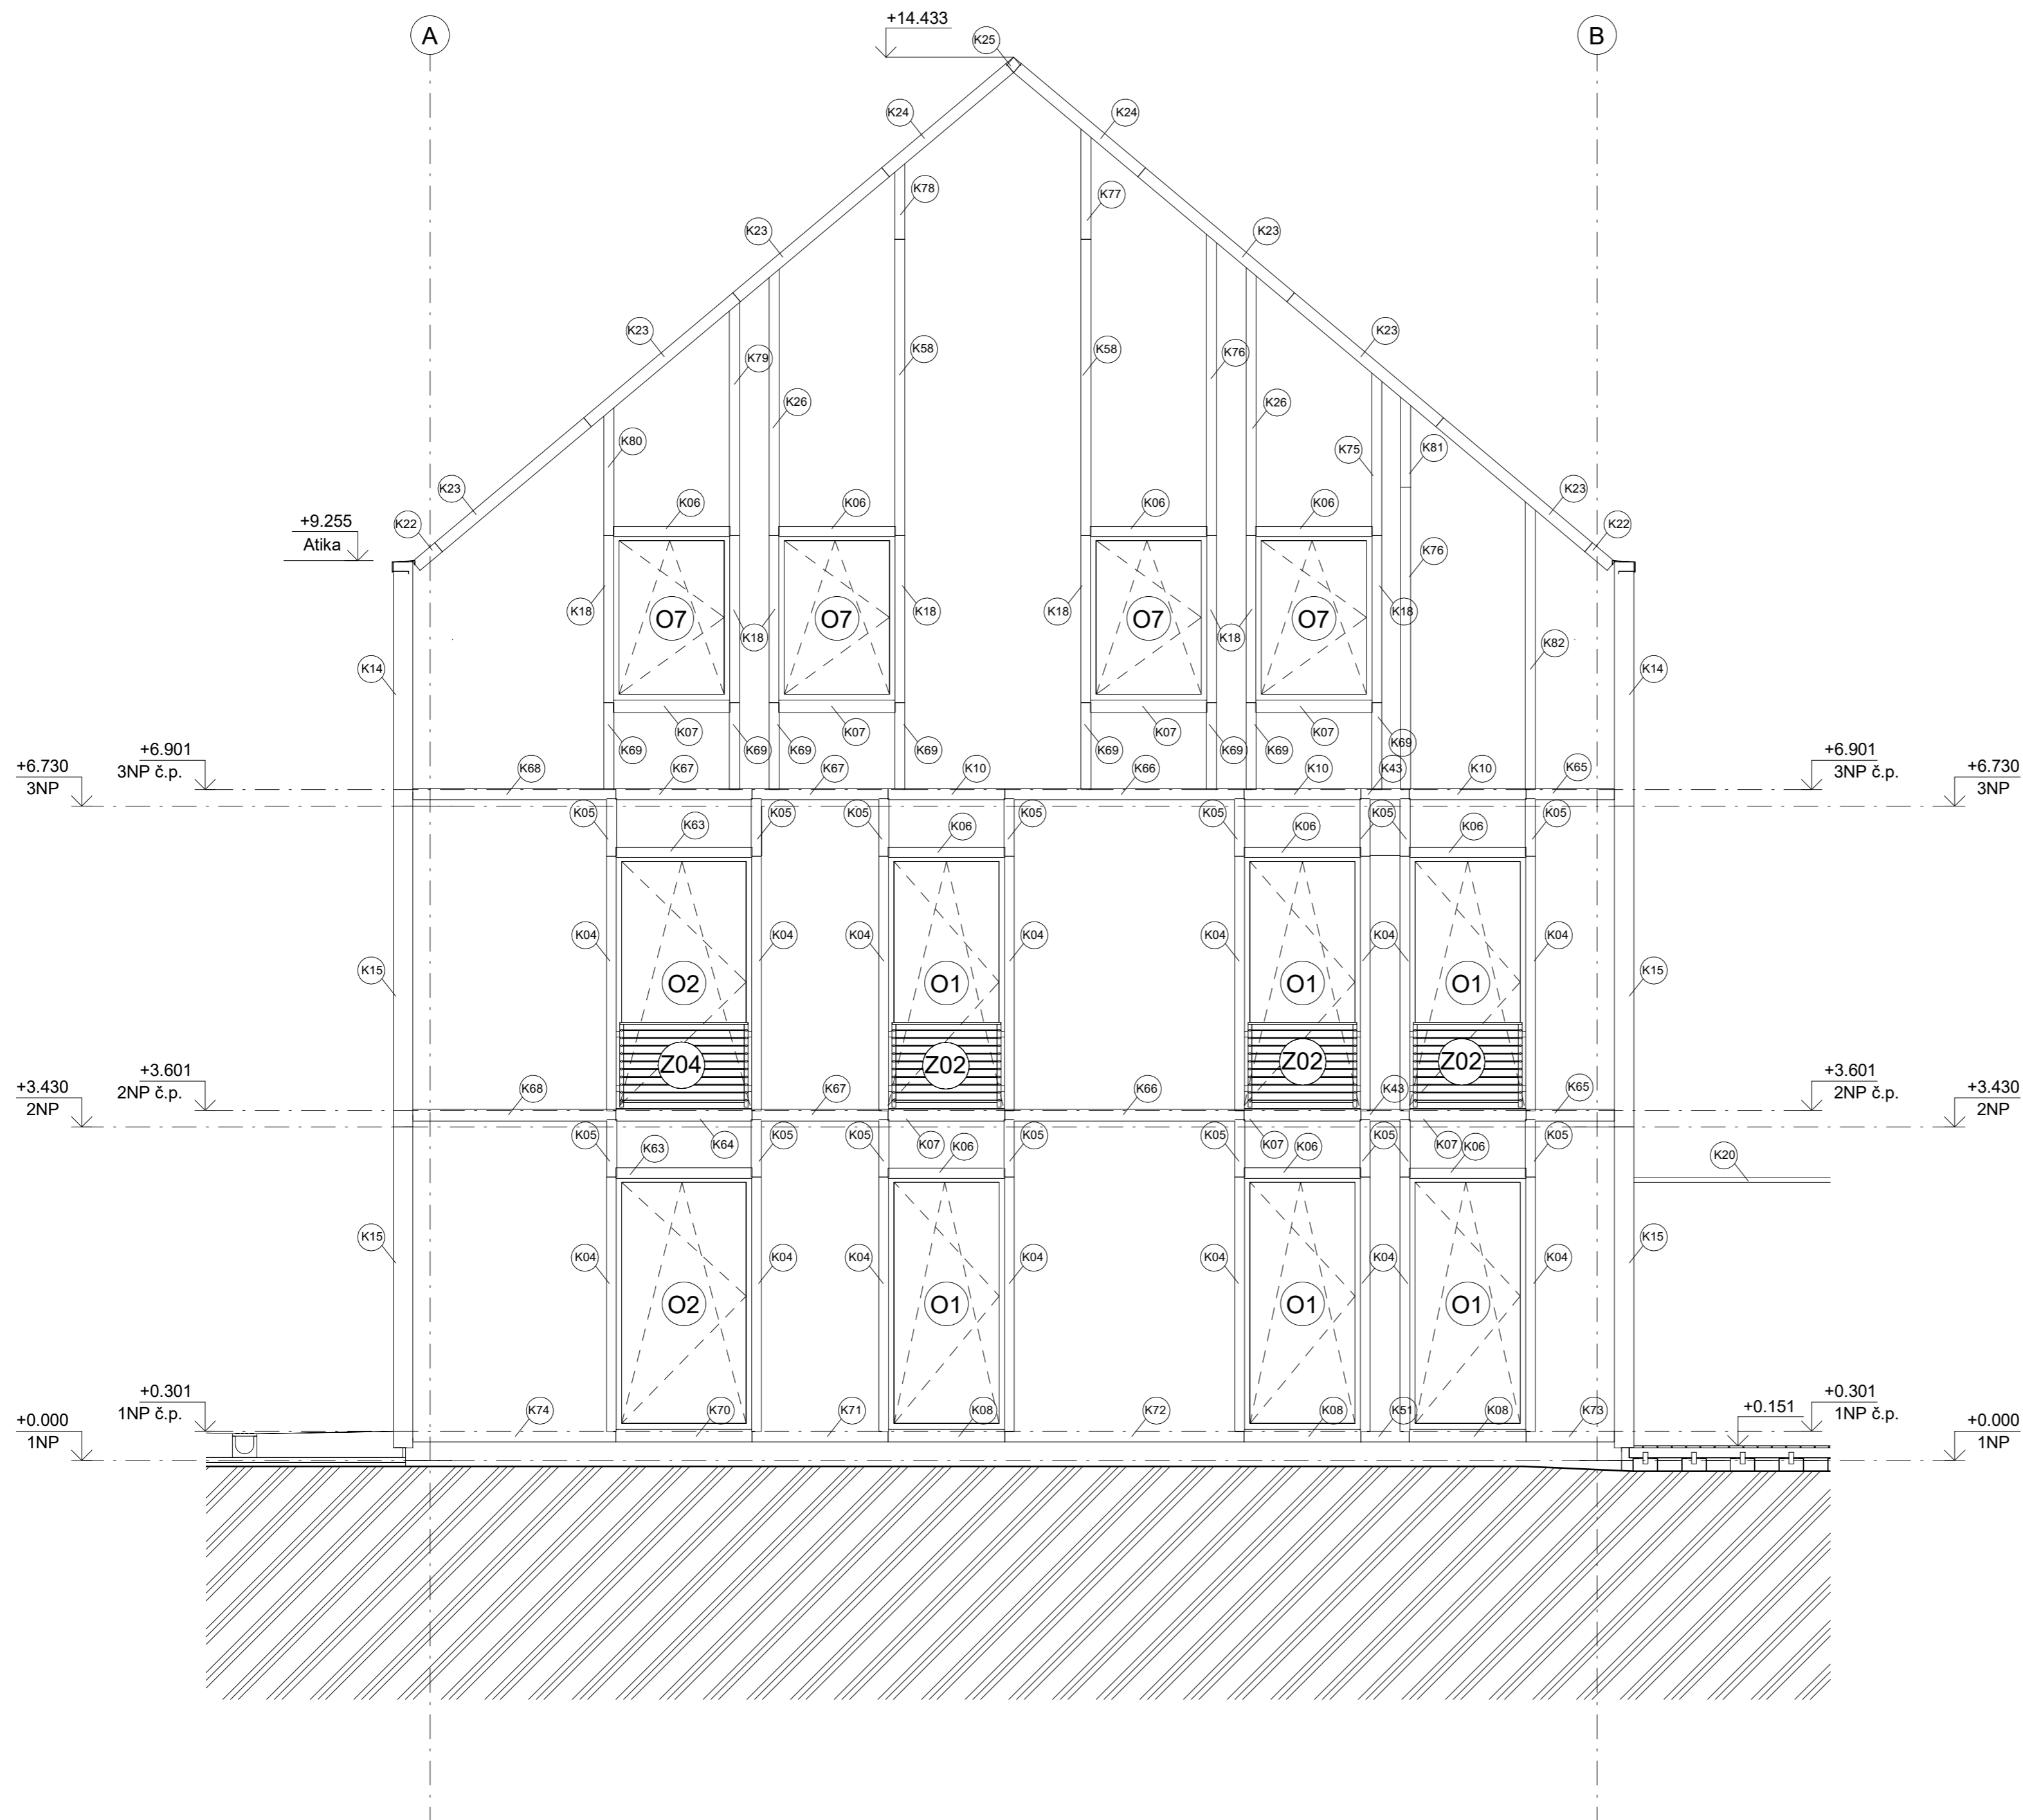 +14.433
A
K25
B
K24
K24
K78
K77
K23
K23
K23
K23
K79
K58
K58
K76
K26
K26
K80
K75
K81
K23
K06
K06
K06
K06
K23
+9.255
K22
K22
Atika
K76
K18
O7
O7
K18
K18
O7
O7
K18
K18
K18
K82
K14
K14
K07
K07
K07
K07
K69
K69
K69
K69
K69
K69
K69
K69
+6.730
3NP
+6.901
3NP č.p.
K68
K67
K67
K10
K66
K10
K43
K10
K65
+6.901
3NP č.p.
+6.730
3NP
K05
K63
K05
K05
K06
K05
K05
K06
K05
K06
K05
K04
K04
K04
K04
K04
K04
K04
K15
O2
O1
O1
O1
K15
Z04
Z02
Z02
Z02
+3.430
2NP
+3.601
2NP č.p.
K68
K67
K66
K43
K65
+3.601
2NP č.p.
+3.430
2NP
K05
K63
K64
K05
K05
K07
K06
K05
K05
K07
K06
K05
K07
K06
K05
K20
K15
K04
K04
K04
K04
K04
K04
K04
K15
O2
O1
O1
O1
+0.000
1NP
+0.301
1NP č.p.
K74
K70
K71
K08
K72
K08
K51
K08
K73
+0.151
+0.301
1NP č.p.
+0.000
1NP